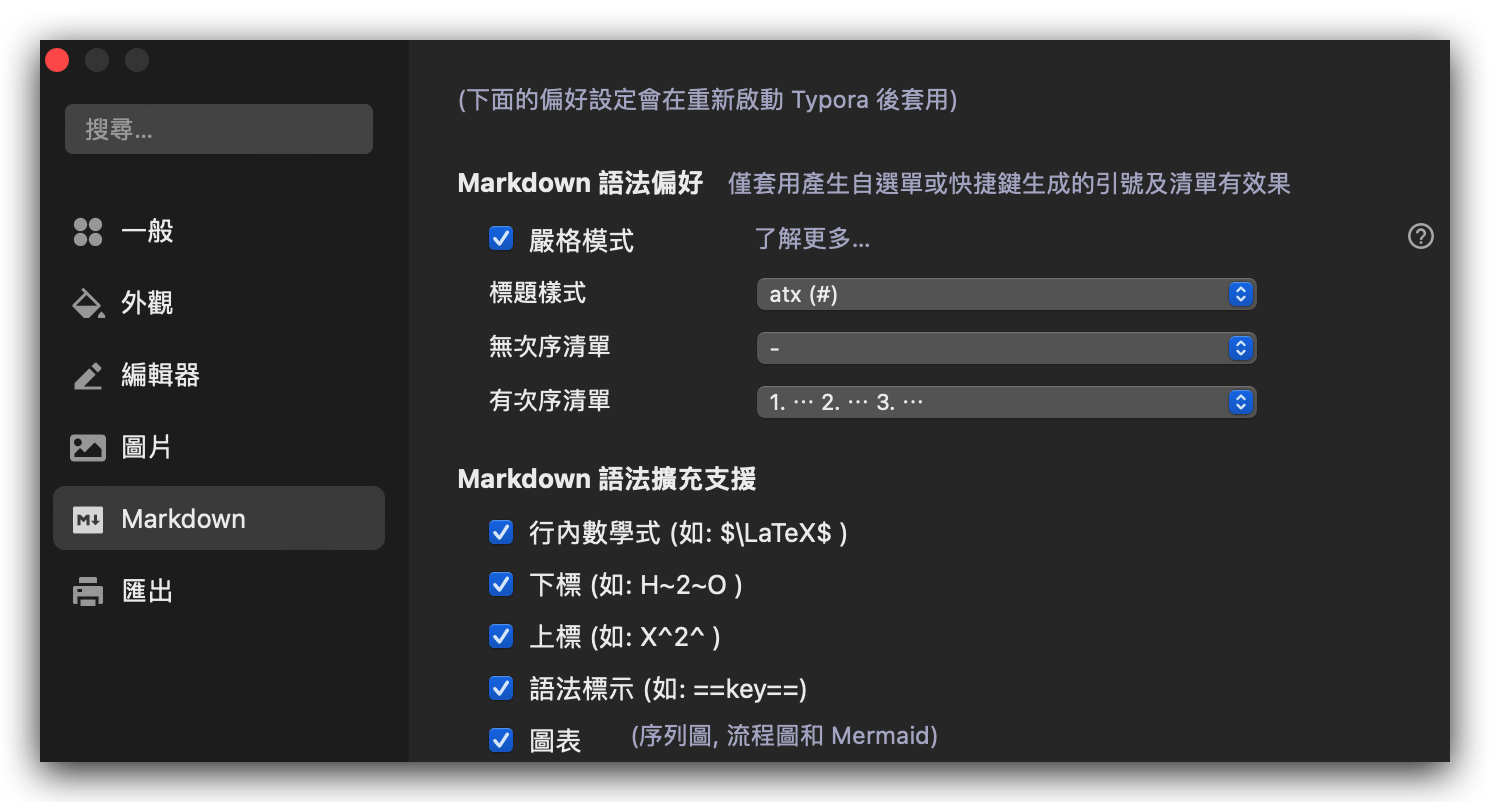 搜尋...
一般
外觀
編輯器
圖片
Markdown
匯出
(下面的偏好設定會在重新啟動 Typora 後套用)
Markdown 語法偏好 僅套用產生自選單或快捷鍵生成的引號及清單有效果
嚴格模式 了解更多...
標題樣式 atx (#)
無次序清單 -
有次序清單 1. ⋯ 2. ⋯ 3. ⋯
Markdown 語法擴充支援
行內數學式 (如: $\LaTeX$ )
下標 (如: H~2~O )
上標 (如: X^2^ )
語法標示 (如: ==key==)
圖表 (序列圖, 流程圖和 Mermaid)